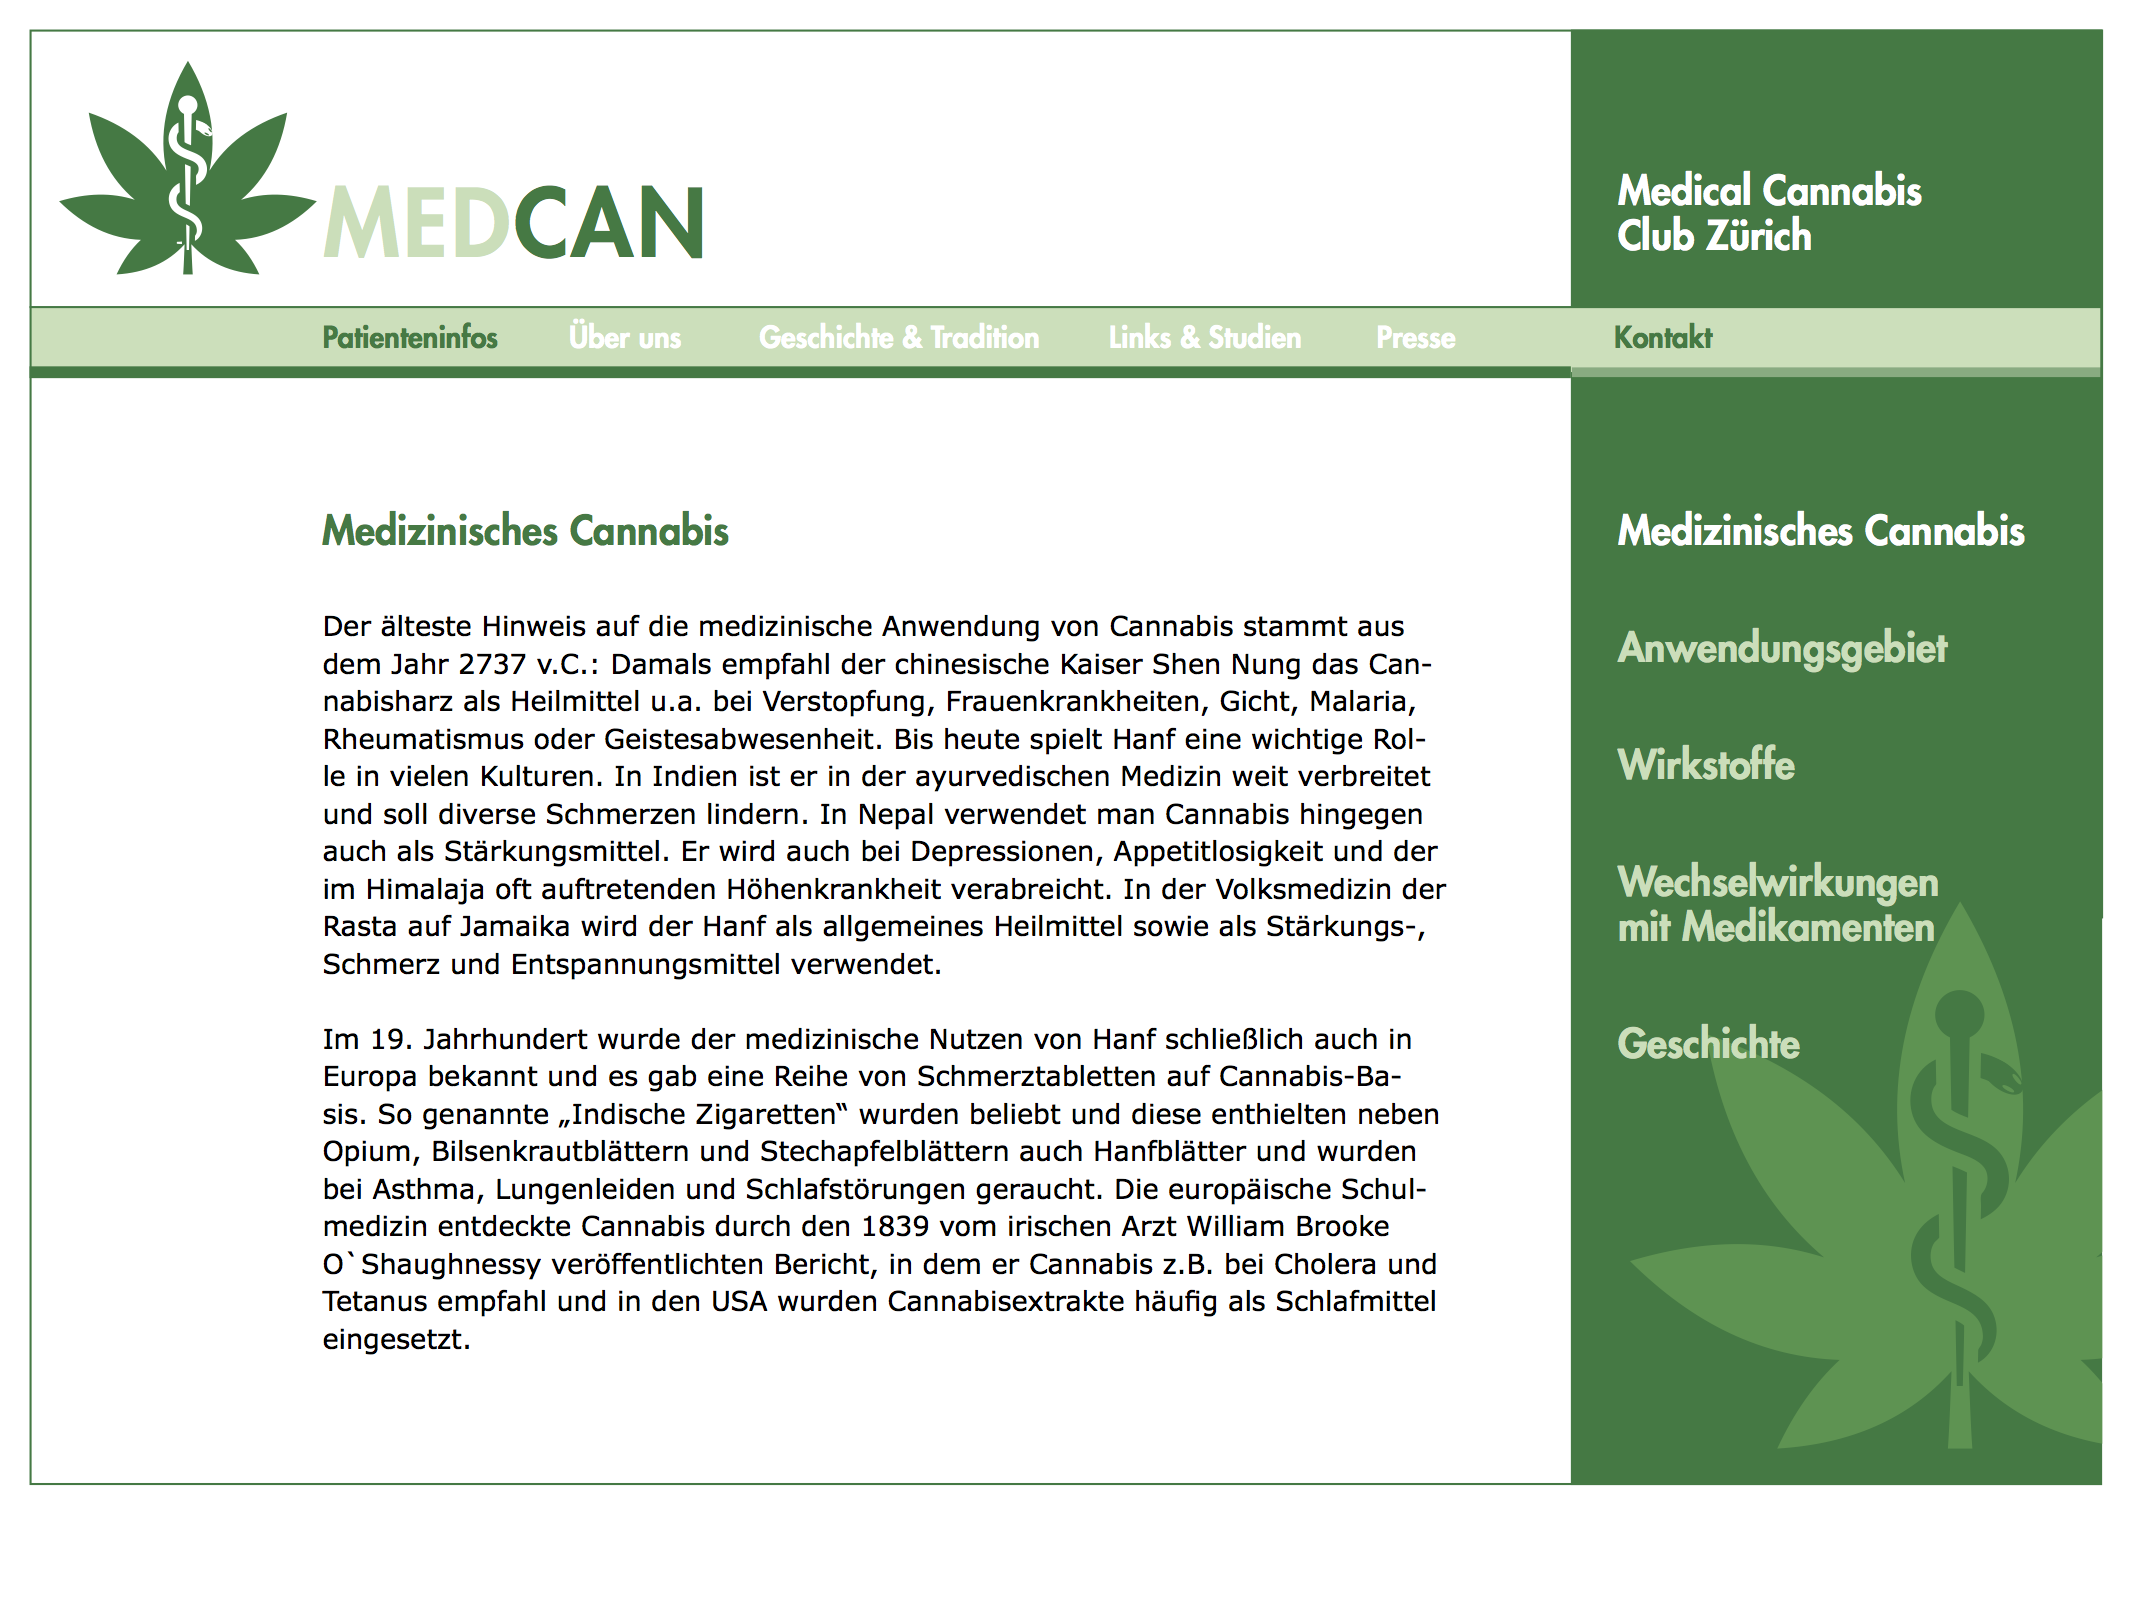 MEDCAN
Medical Cannabis
Club Zürich
Patienteninfos Über uns Geschichte & Tradition Links & Studien Presse Kontakt
Medizinisches Cannabis
Der älteste Hinweis auf die medizinische Anwendung von Cannabis stammt aus
dem Jahr 2737 v.C.: Damals empfahl der chinesische Kaiser Shen Nung das Can-
nabisharz als Heilmittel u.a. bei Verstopfung, Frauenkrankheiten, Gicht, Malaria,
Rheumatismus oder Geistesabwesenheit. Bis heute spielt Hanf eine wichtige Rol-
le in vielen Kulturen. In Indien ist er in der ayurvedischen Medizin weit verbreitet
und soll diverse Schmerzen lindern. In Nepal verwendet man Cannabis hingegen
auch als Stärkungsmittel. Er wird auch bei Depressionen, Appetitlosigkeit und der
im Himalaja oft auftretenden Höhenkrankheit verabreicht. In der Volksmedizin der
Rasta auf Jamaika wird der Hanf als allgemeines Heilmittel sowie als Stärkungs-,
Schmerz und Entspannungsmittel verwendet.
Im 19. Jahrhundert wurde der medizinische Nutzen von Hanf schließlich auch in
Europa bekannt und es gab eine Reihe von Schmerztabletten auf Cannabis-Ba-
sis. So genannte „Indische Zigaretten“ wurden beliebt und diese enthielten neben
Opium, Bilsenkrautblättern und Stechapfelblättern auch Hanfblätter und wurden
bei Asthma, Lungenleiden und Schlafstörungen geraucht. Die europäische Schul-
medizin entdeckte Cannabis durch den 1839 vom irischen Arzt William Brooke
O`Shaughnessy veröffentlichten Bericht, in dem er Cannabis z.B. bei Cholera und
Tetanus empfahl und in den USA wurden Cannabisextrakte häufig als Schlafmittel
eingesetzt.
Medizinisches Cannabis
Anwendungsgebiet
Wirkstoffe
Wechselwirkungen
mit Medikamenten
Geschichte